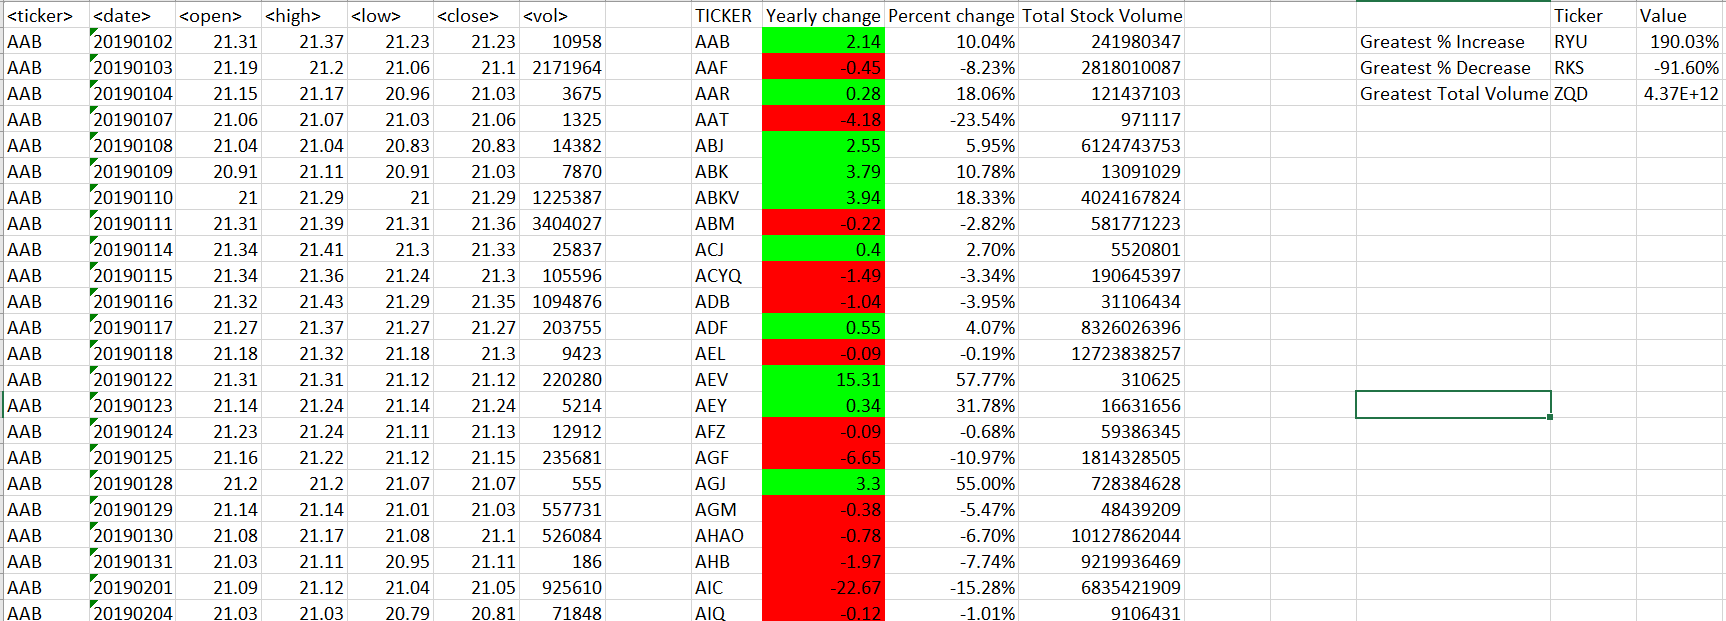 <ticker> <date> <open> <high> <low> <close> <vol> TICKER Yearly change Percent change Total Stock Volume Ticker Value
AAB 20190102 21.31 21.37 21.23 21.23 10958 AAB 2.14 10.04% 241980347 Greatest % Increase RYU 190.03%
AAB 20190103 21.19 21.2 21.06 21.1 2171964 AAF -0.45 -8.23% 2818010087 Greatest % Decrease RKS -91.60%
AAB 20190104 21.15 21.17 20.96 21.03 3675 AAR 0.28 18.06% 121437103 Greatest Total Volume ZQD 4.37E+12
AAB 20190107 21.06 21.07 21.03 21.06 1325 AAT -4.18 -23.54% 971117
AAB 20190108 21.04 21.04 20.83 20.83 14382 ABJ 2.55 5.95% 6124743753
AAB 20190109 20.91 21.11 20.91 21.03 7870 ABK 3.79 10.78% 13091029
AAB 20190110 21 21.29 21 21.29 1225387 ABKV 3.94 18.33% 4024167824
AAB 20190111 21.31 21.39 21.31 21.36 3404027 ABM -0.22 -2.82% 581771223
AAB 20190114 21.34 21.41 21.3 21.33 25837 ACJ 0.4 2.70% 5520801
AAB 20190115 21.34 21.36 21.24 21.3 105596 ACYQ -1.49 -3.34% 190645397
AAB 20190116 21.32 21.43 21.29 21.35 1094876 ADB -1.04 -3.95% 31106434
AAB 20190117 21.27 21.37 21.27 21.27 203755 ADF 0.55 4.07% 8326026396
AAB 20190118 21.18 21.32 21.18 21.3 9423 AEL -0.09 -0.19% 12723838257
AAB 20190122 21.31 21.31 21.12 21.12 220280 AEV 15.31 57.77% 310625
AAB 20190123 21.14 21.24 21.14 21.24 5214 AEY 0.34 31.78% 16631656
AAB 20190124 21.23 21.24 21.11 21.13 12912 AFZ -0.09 -0.68% 59386345
AAB 20190125 21.16 21.22 21.12 21.15 235681 AGF -6.65 -10.97% 1814328505
AAB 20190128 21.2 21.2 21.07 21.07 555 AGJ 3.3 55.00% 728384628
AAB 20190129 21.14 21.14 21.01 21.03 557731 AGM -0.38 -5.47% 48439209
AAB 20190130 21.08 21.17 21.08 21.1 526084 AHAO -0.78 -6.70% 10127862044
AAB 20190131 21.03 21.11 20.95 21.11 186 AHB -1.97 -7.74% 9219936469
AAB 20190201 21.09 21.12 21.04 21.05 925610 AIC -22.67 -15.28% 6835421909
AAB 20190204 21.03 21.03 20.79 20.81 71848 AIQ -0.12 -1.01% 9106431